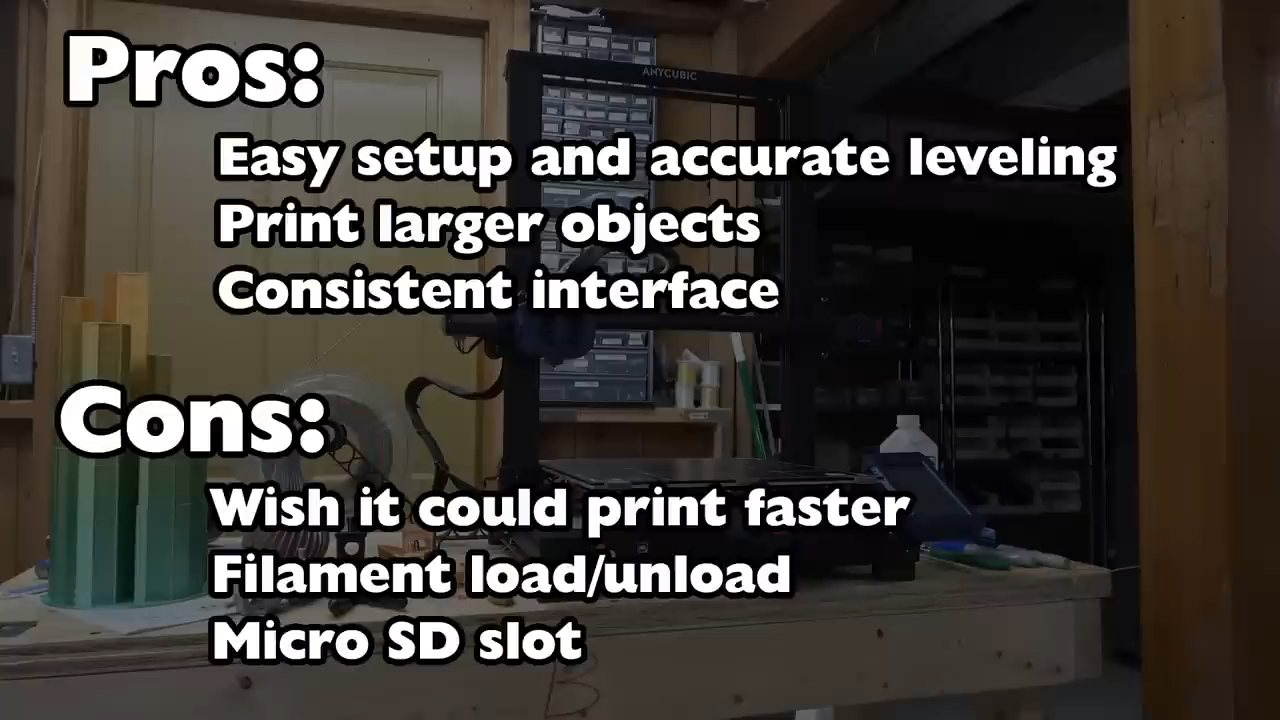 ANYCUBIC
Pros:
Easy setup and accurate leveling
Print larger objects
Consistent interface
Cons:
Wish it could print faster
Filament load/unload
Micro SD slot